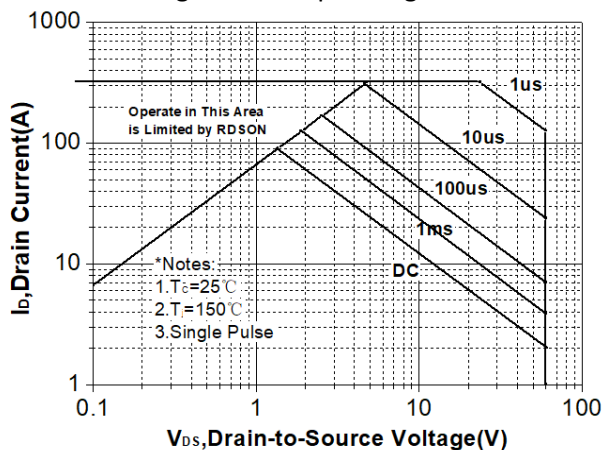 1000
100
10
1
I_D,Drain Current(A)
Operate in This Area
is Limited by RDSON
1us
10us
100us
1ms
DC
*Notes:
1.Tc=25℃
2.Tj=150℃
3.Single Pulse
0.1 1 10 100
V_DS,Drain-to-Source Voltage(V)